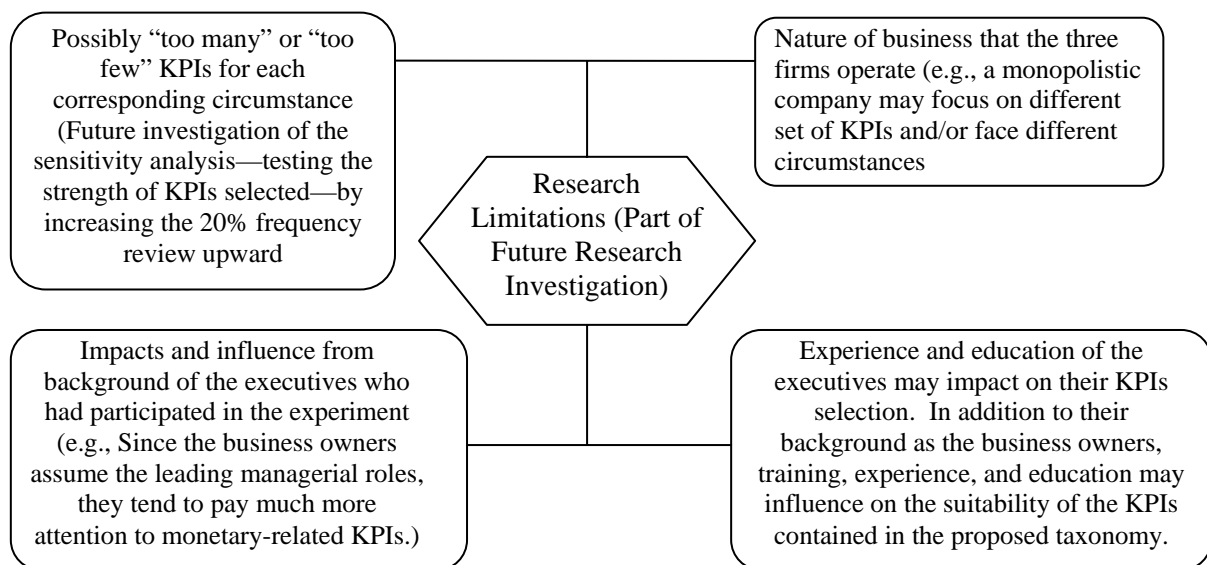 Possibly “too many” or “too
few” KPIs for each
corresponding circumstance
(Future investigation of the
sensitivity analysis—testing the
strength of KPIs selected—by
increasing the 20% frequency
review upward
Nature of business that the three
firms operate (e.g., a monopolistic
company may focus on different
set of KPIs and/or face different
circumstances
Research
Limitations (Part of
Future Research
Investigation)
Impacts and influence from
background of the executives who
had participated in the experiment
(e.g., Since the business owners
assume the leading managerial roles,
they tend to pay much more
attention to monetary-related KPIs.)
Experience and education of the
executives may impact on their KPIs
selection.  In addition to their
background as the business owners,
training, experience, and education may
influence on the suitability of the KPIs
contained in the proposed taxonomy.